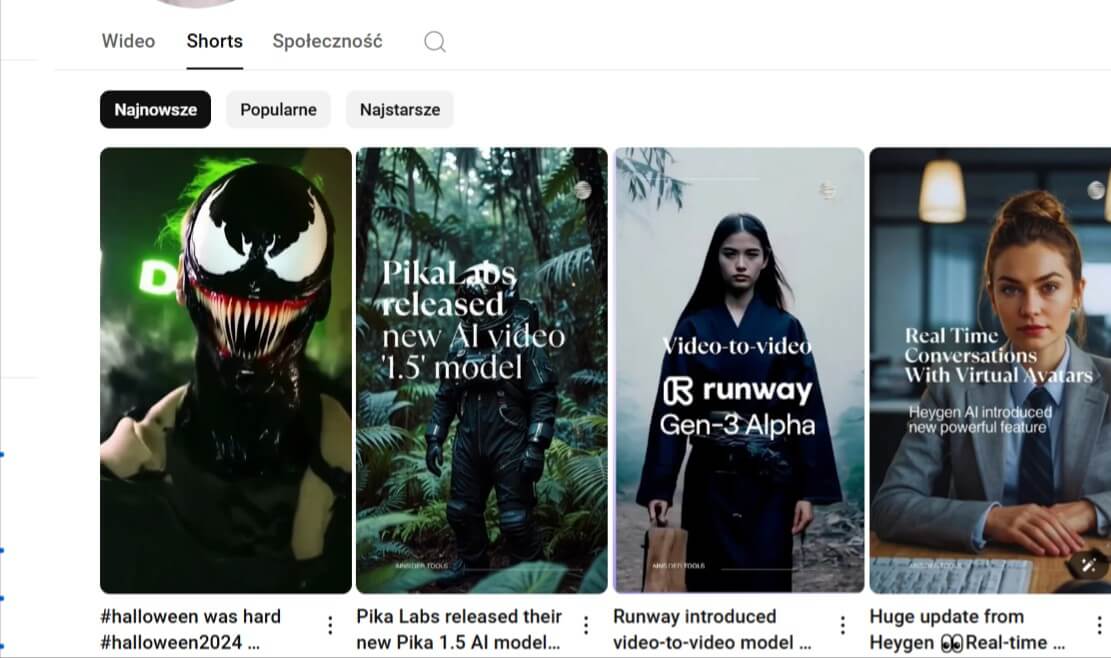 Wideo
Shorts
Społeczność
Najnowsze
Popularne
Najstarsze
D
PikaLabs
released
new AI video
'1.5' model
Video-to-video
runway
Gen-3 Alpha
Real Time
Conversations
With Virtual Avatars
Heygen AI introduced
new powerful feature
#halloween was hard
#halloween2024 ...
Pika Labs released their
new Pika 1.5 AI model...
Runway introduced
video-to-video model ...
Huge update from
Heygen 👀Real-time ...